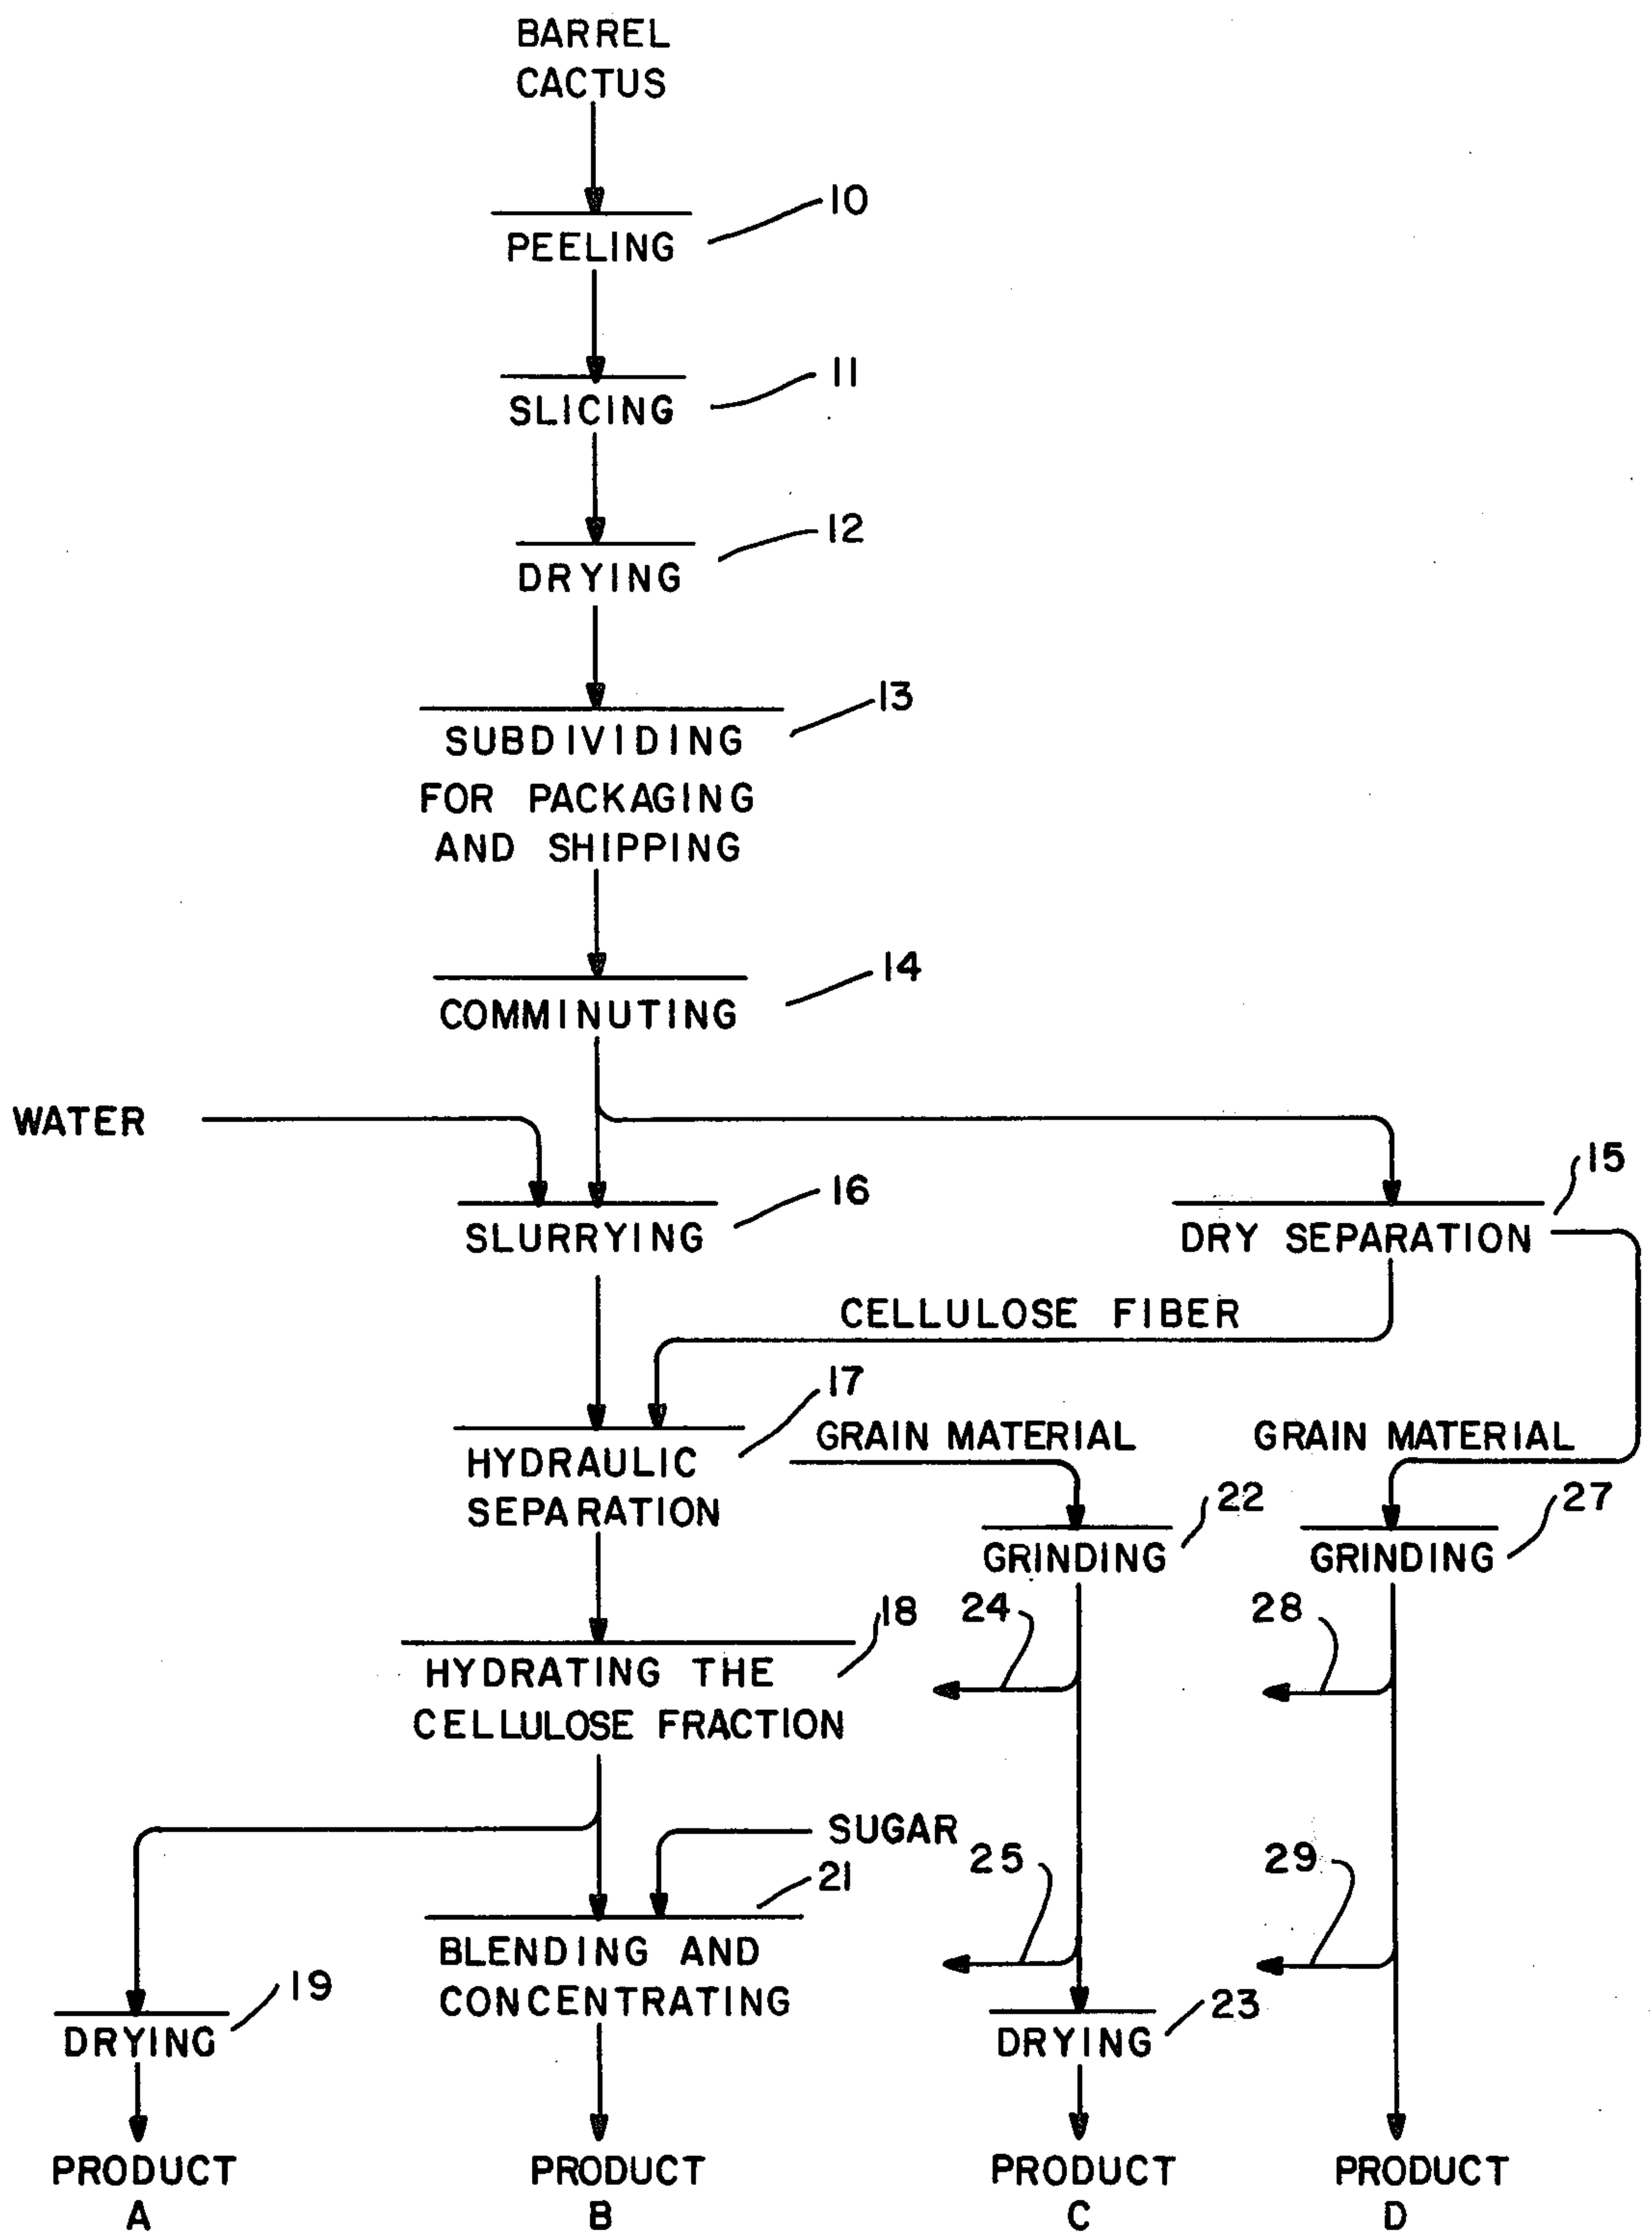 BARREL
CACTUS
10
PEELING
11
SLICING
12
DRYING
13
SUBDIVIDING
FOR PACKAGING
AND SHIPPING
14
COMMINUTING
WATER
15
16
SLURRYING
DRY SEPARATION
CELLULOSE FIBER
17
GRAIN MATERIAL
GRAIN MATERIAL
HYDRAULIC
SEPARATION
22
27
GRINDING
GRINDING
24
28
18
HYDRATING THE
CELLULOSE FRACTION
SUGAR
25
29
21
BLENDING AND
CONCENTRATING
19
DRYING
23
DRYING
PRODUCT
A
PRODUCT
B
PRODUCT
C
PRODUCT
D